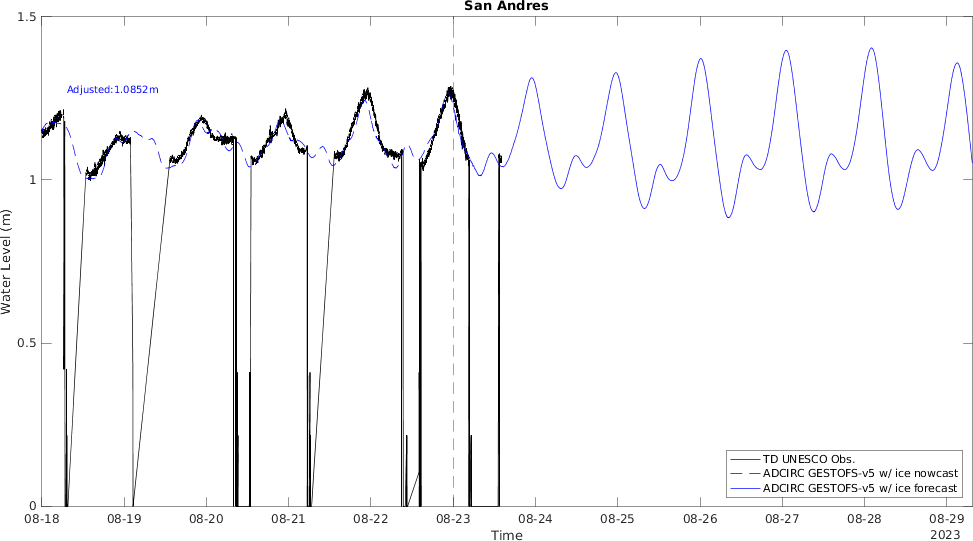 San Andres
1.5
Adjusted:1.0852m
1
Water Level (m)
0.5
TD UNESCO Obs.
ADCIRC GESTOFS-v5 w/ ice nowcast
ADCIRC GESTOFS-v5 w/ ice forecast
0
08-18 08-19 08-20 08-21 08-22 08-23 08-24 08-25 08-26 08-27 08-28 08-29
2023
Time